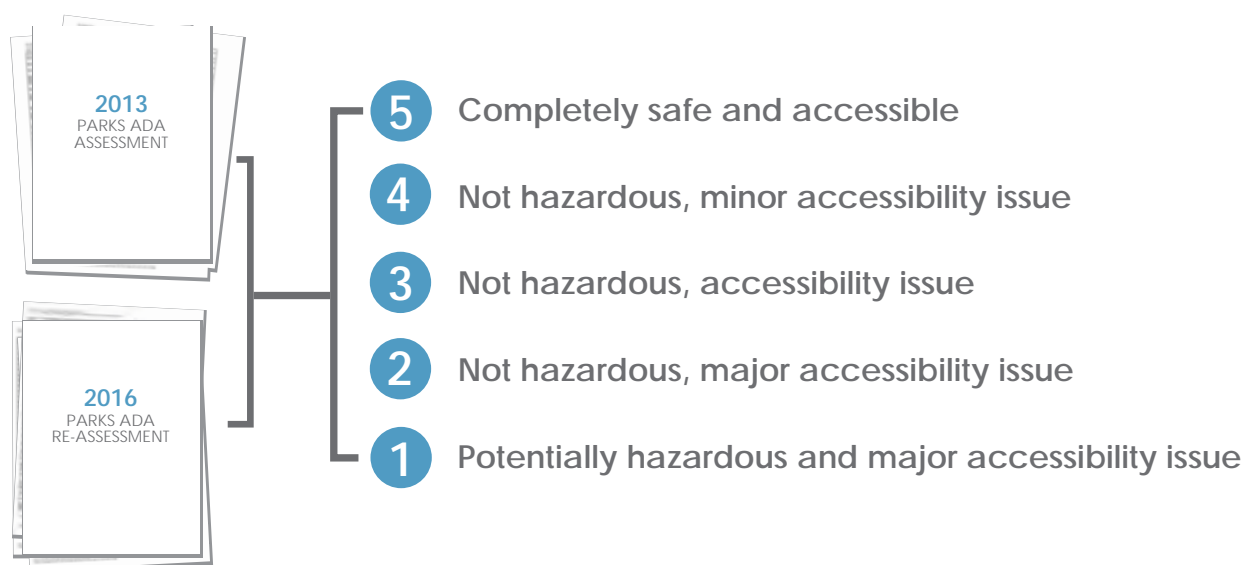 2013
PARKS ADA
ASSESSMENT
5 Completely safe and accessible
4 Not hazardous, minor accessibility issue
3 Not hazardous, accessibility issue
2 Not hazardous, major accessibility issue
1 Potentially hazardous and major accessibility issue
2016
PARKS ADA
RE-ASSESSMENT